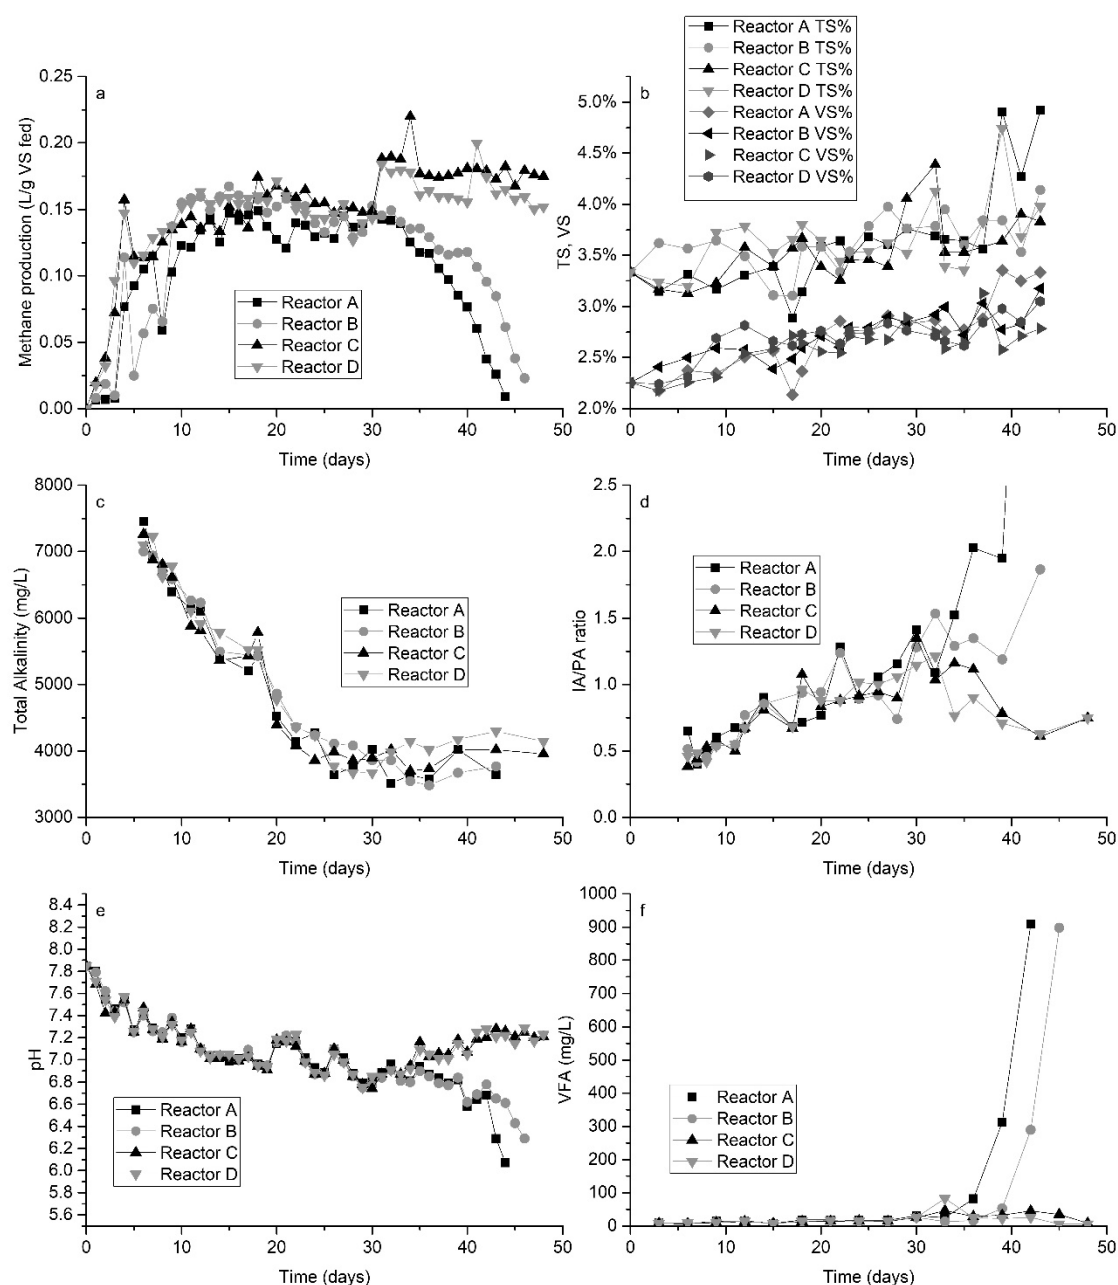 Reactor A TS%
Reactor B TS%
Reactor C TS%
Reactor D TS%
Reactor A VS%
Reactor B VS%
Reactor C VS%
Reactor D VS%
a
0.25
0.20
0.15
0.10
0.05
0.00
Methane production (L/g VS fed)
Reactor A
Reactor B
Reactor C
Reactor D
0 10 20 30 40 50
Time (days)
b
5.0%
4.5%
4.0%
3.5%
3.0%
2.5%
2.0%
TS, VS
0 10 20 30 40 50
Time (days)
c
8000
7000
6000
5000
4000
3000
Total Alkalinity (mg/L)
Reactor A
Reactor B
Reactor C
Reactor D
0 10 20 30 40 50
Time (days)
d
2.5
2.0
1.5
1.0
0.5
0.0
IA/PA ratio
Reactor A
Reactor B
Reactor C
Reactor D
0 10 20 30 40 50
Time (days)
e
8.4
8.2
8.0
7.8
7.6
7.4
7.2
7.0
6.8
6.6
6.4
6.2
6.0
5.8
5.6
pH
Reactor A
Reactor B
Reactor C
Reactor D
0 10 20 30 40 50
Time (days)
f
1000
900
800
700
600
500
400
300
200
100
0
VFA (mg/L)
Reactor A
Reactor B
Reactor C
Reactor D
0 10 20 30 40 50
Time (days)